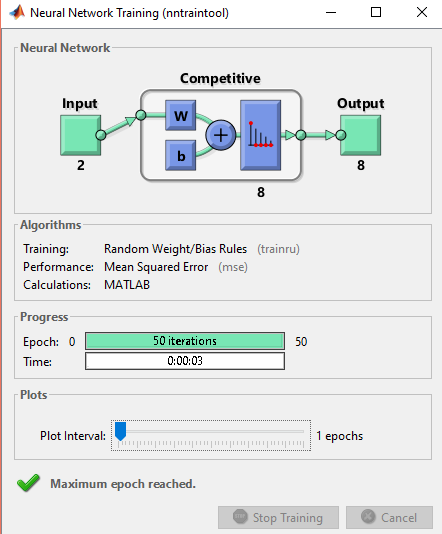 Neural Network Training (nntraintool)
Neural Network
Competitive
Input
Output
W
b
2
8
8
Algorithms
Training: Random Weight/Bias Rules (trainru)
Performance: Mean Squared Error (mse)
Calculations: MATLAB
Progress
Epoch: 0 50 iterations 50
Time: 0:00:03
Plots
Plot Interval: 1 epochs
Maximum epoch reached.
Stop Training Cancel